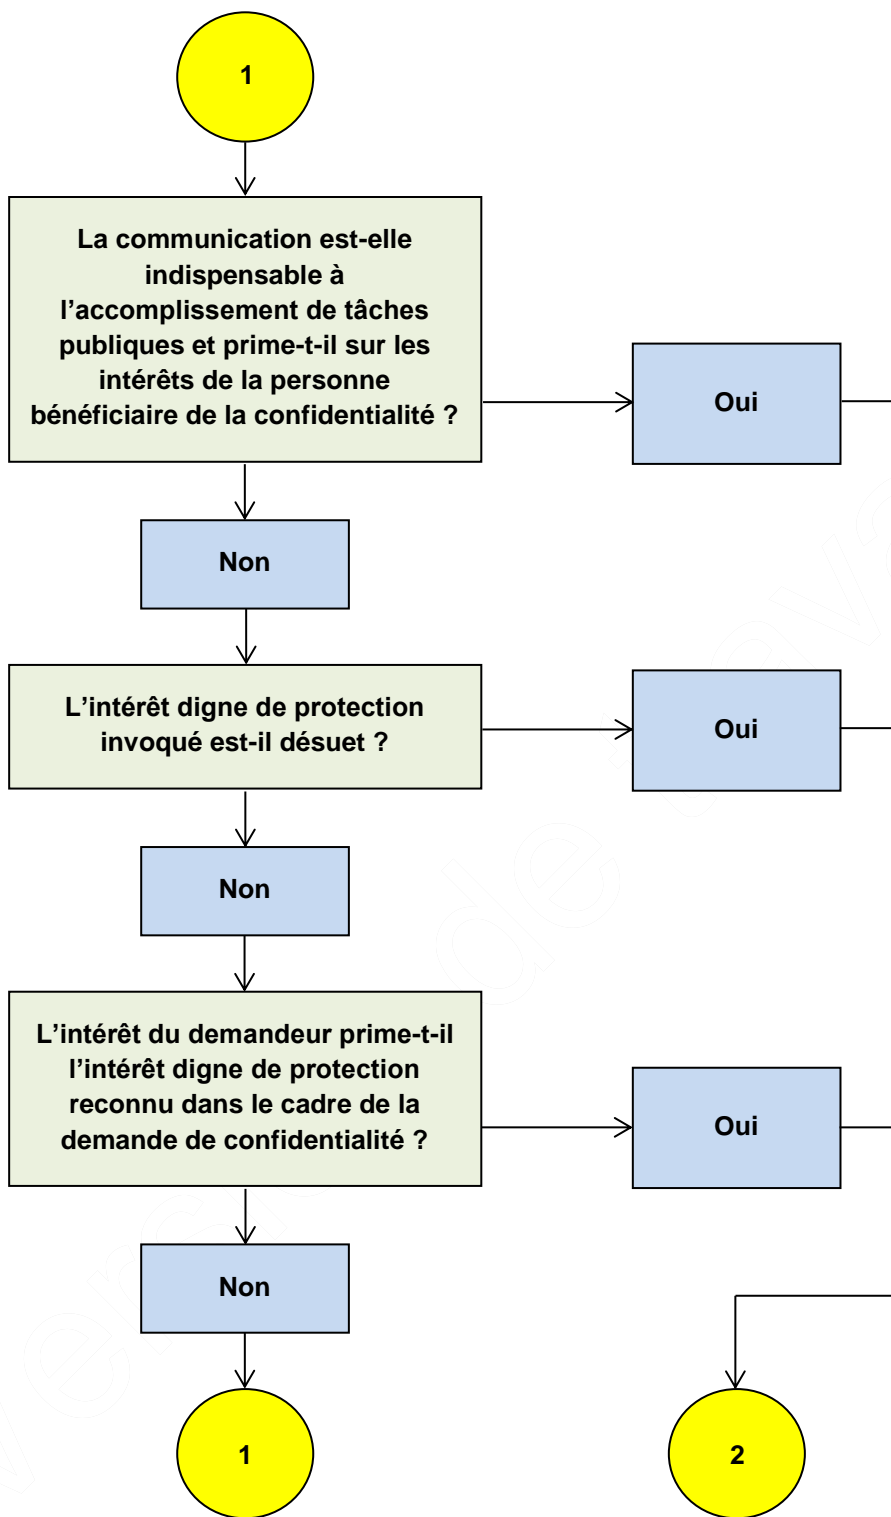 1
La communication est-elle
indispensable à
l’accomplissement de tâches
publiques et prime-t-il sur les
intérêts de la personne
bénéficiaire de la confidentialité ?
Oui
Non
L’intérêt digne de protection
invoqué est-il désuet ?
Oui
Non
L’intérêt du demandeur prime-t-il
l’intérêt digne de protection
reconnu dans le cadre de la
demande de confidentialité ?
Oui
Non
1
2